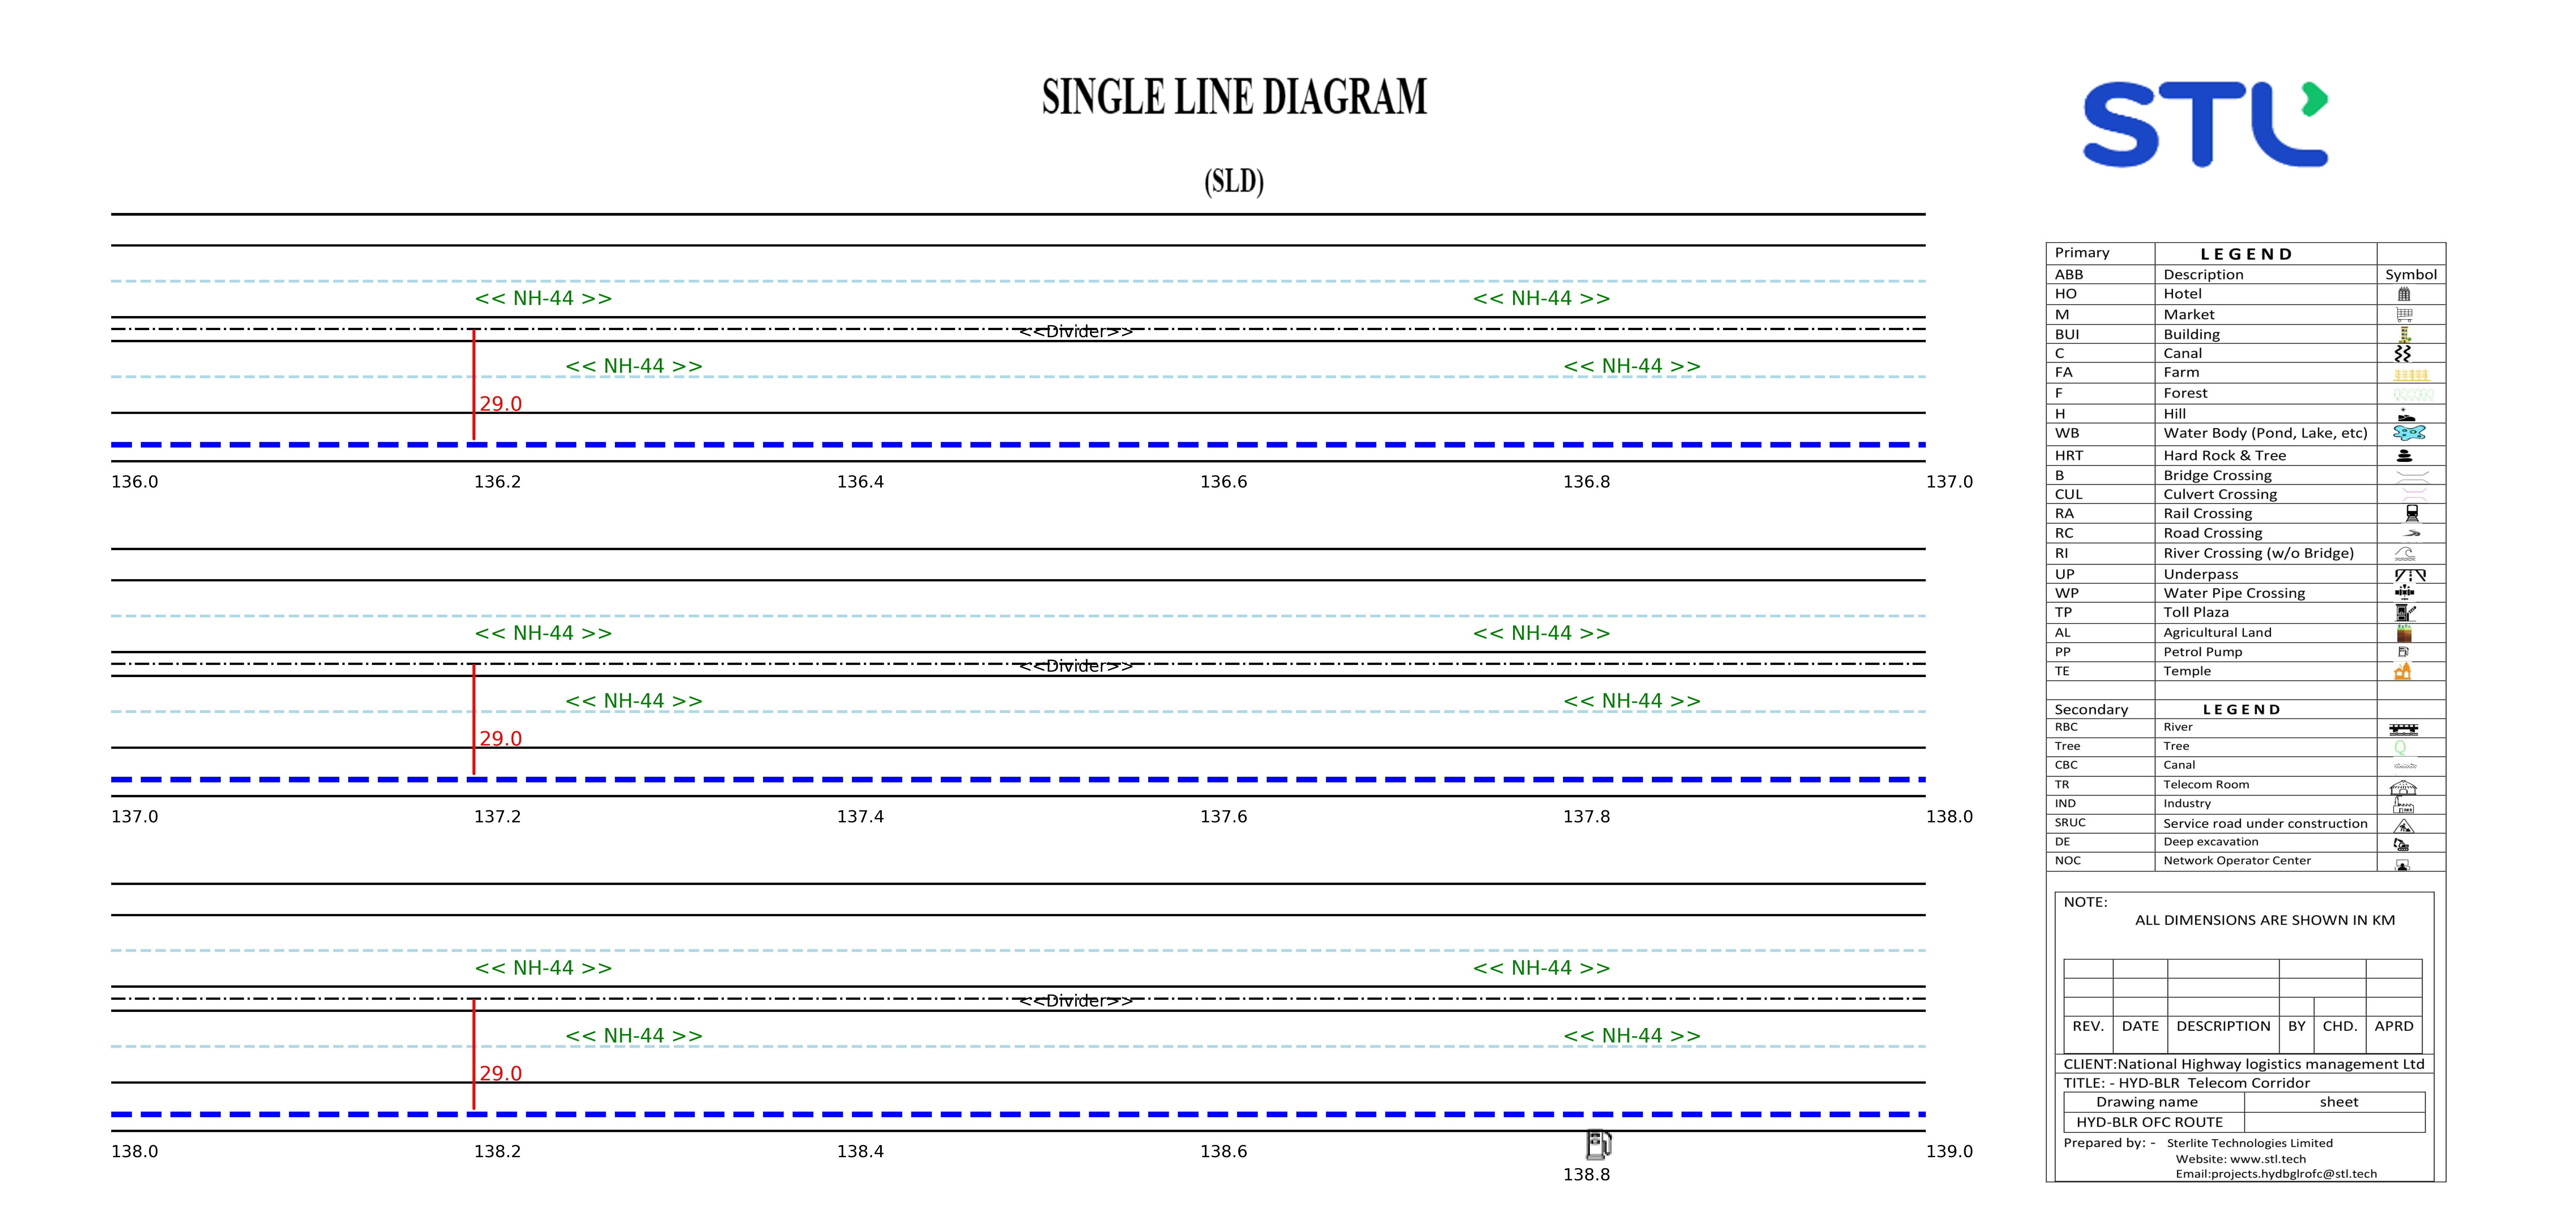 SINGLE LINE DIAGRAM
(SLD)
STL
<< NH-44 >> << NH-44 >>
<<Divider>>
<< NH-44 >> << NH-44 >>
29.0
136.0 136.2 136.4 136.6 136.8 137.0
<< NH-44 >> << NH-44 >>
<<Divider>>
<< NH-44 >> << NH-44 >>
29.0
137.0 137.2 137.4 137.6 137.8 138.0
<< NH-44 >> << NH-44 >>
<<Divider>>
<< NH-44 >> << NH-44 >>
29.0
138.0 138.2 138.4 138.6 138.8 139.0
Primary LEGEND
ABB Description Symbol
HO Hotel
M Market
BUI Building
C Canal
FA Farm
F Forest
H Hill
WB Water Body (Pond, Lake, etc)
HRT Hard Rock & Tree
B Bridge Crossing
CUL Culvert Crossing
RA Rail Crossing
RC Road Crossing
RI River Crossing (w/o Bridge)
UP Underpass
WP Water Pipe Crossing
TP Toll Plaza
AL Agricultural Land
PP Petrol Pump
TE Temple
Secondary LEGEND
RBC River
Tree Tree
CBC Canal
TR Telecom Room
IND Industry
SRUC Service road under construction
DE Deep excavation
NOC Network Operator Center
NOTE:
ALL DIMENSIONS ARE SHOWN IN KM
REV. DATE DESCRIPTION BY CHD. APRD
CLIENT:National Highway logistics management Ltd
TITLE: - HYD-BLR Telecom Corridor
Drawing name sheet
HYD-BLR OFC ROUTE
Prepared by: - Sterlite Technologies Limited
Website: www.stl.tech
Email:projects.hydbglrofc@stl.tech